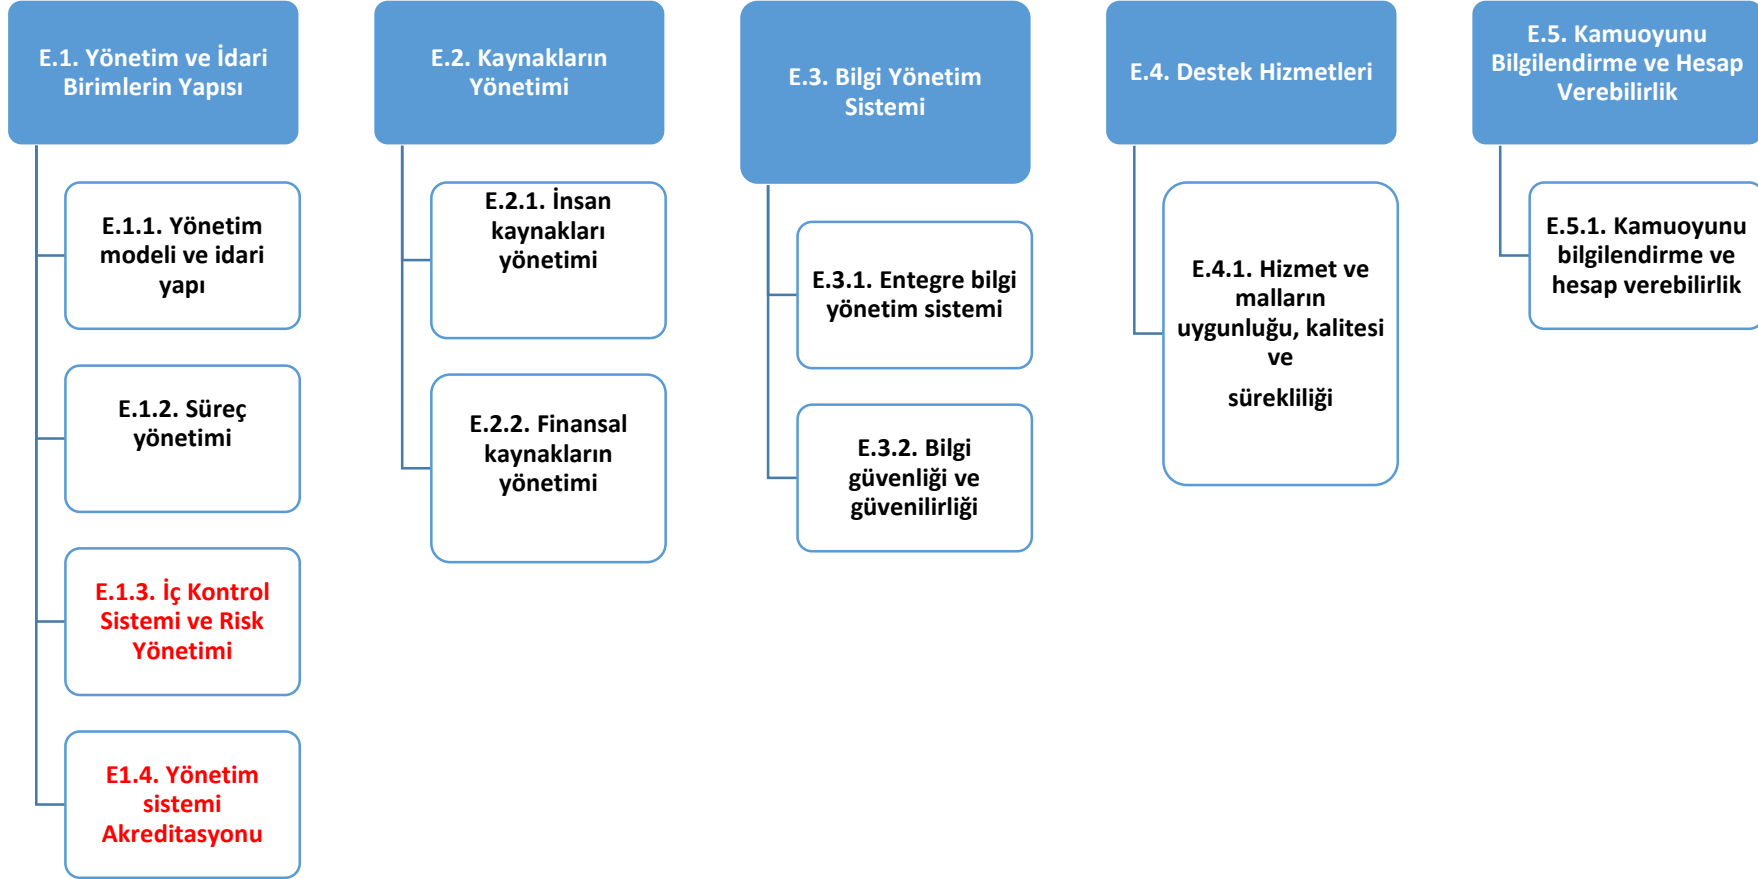 E.1. Yönetim ve İdari
Birimlerin Yapısı
E.1.1. Yönetim
modeli ve idari
yapı
E.1.2. Süreç
yönetimi
E.1.3. İç Kontrol
Sistemi ve Risk
Yönetimi
E1.4. Yönetim
sistemi
Akreditasyonu
E.2. Kaynakların
Yönetimi
E.2.1. İnsan
kaynakları
yönetimi
E.2.2. Finansal
kaynakların
yönetimi
E.3. Bilgi Yönetim
Sistemi
E.3.1. Entegre bilgi
yönetim sistemi
E.3.2. Bilgi
güvenliği ve
güvenilirliği
E.4. Destek Hizmetleri
E.4.1. Hizmet ve
malların
uygunluğu, kalitesi
ve
sürekliliği
E.5. Kamuoyunu
Bilgilendirme ve Hesap
Verebilirlik
E.5.1. Kamuoyunu
bilgilendirme ve
hesap verebilirlik